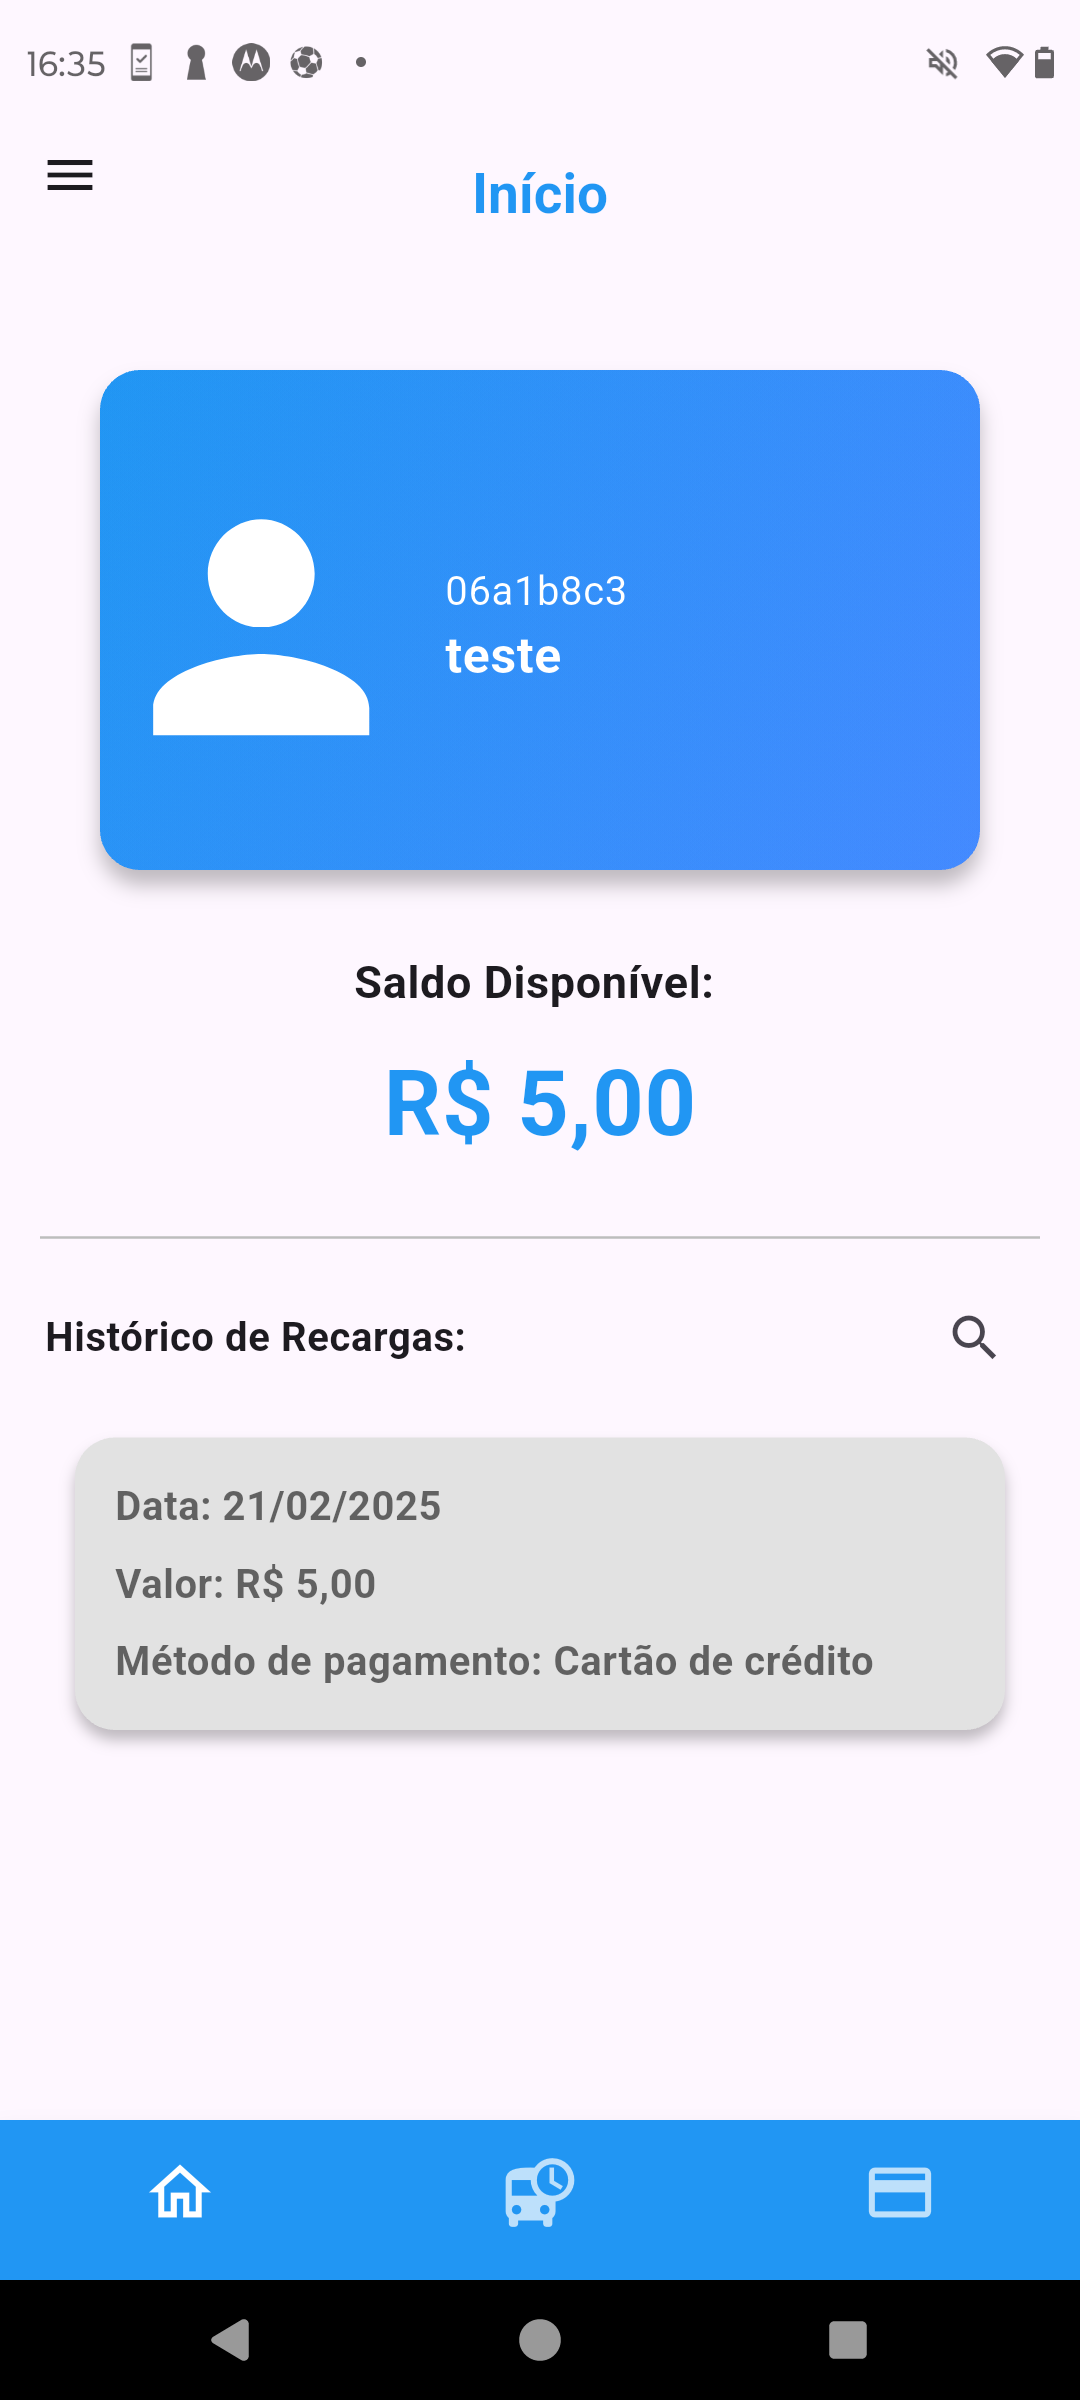 16:35
Início
06a1b8c3
teste
Saldo Disponível:
R$ 5,00
Histórico de Recargas:
Data: 21/02/2025
Valor: R$ 5,00
Método de pagamento: Cartão de crédito